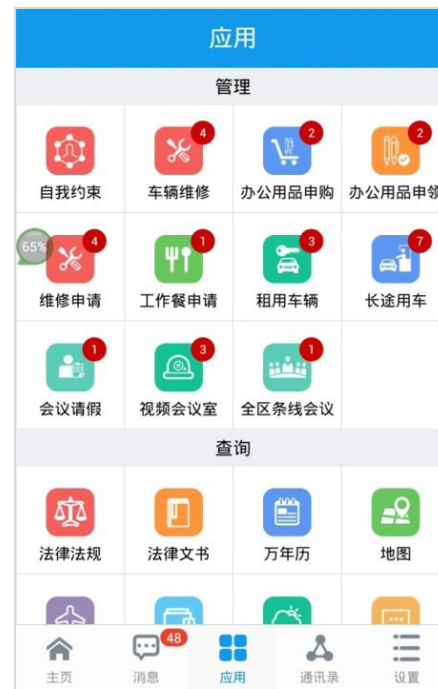 应用
管理
自我约束
4
车辆维修
2
办公用品申购
2
办公用品申领
65%
4
维修申请
1
工作餐申请
3
租用车辆
7
长途用车
1
会议请假
3
视频会议室
1
全区条线会议
查询
法律法规
法律文书
万年历
地图
主页
48
消息
应用
通讯录
设置